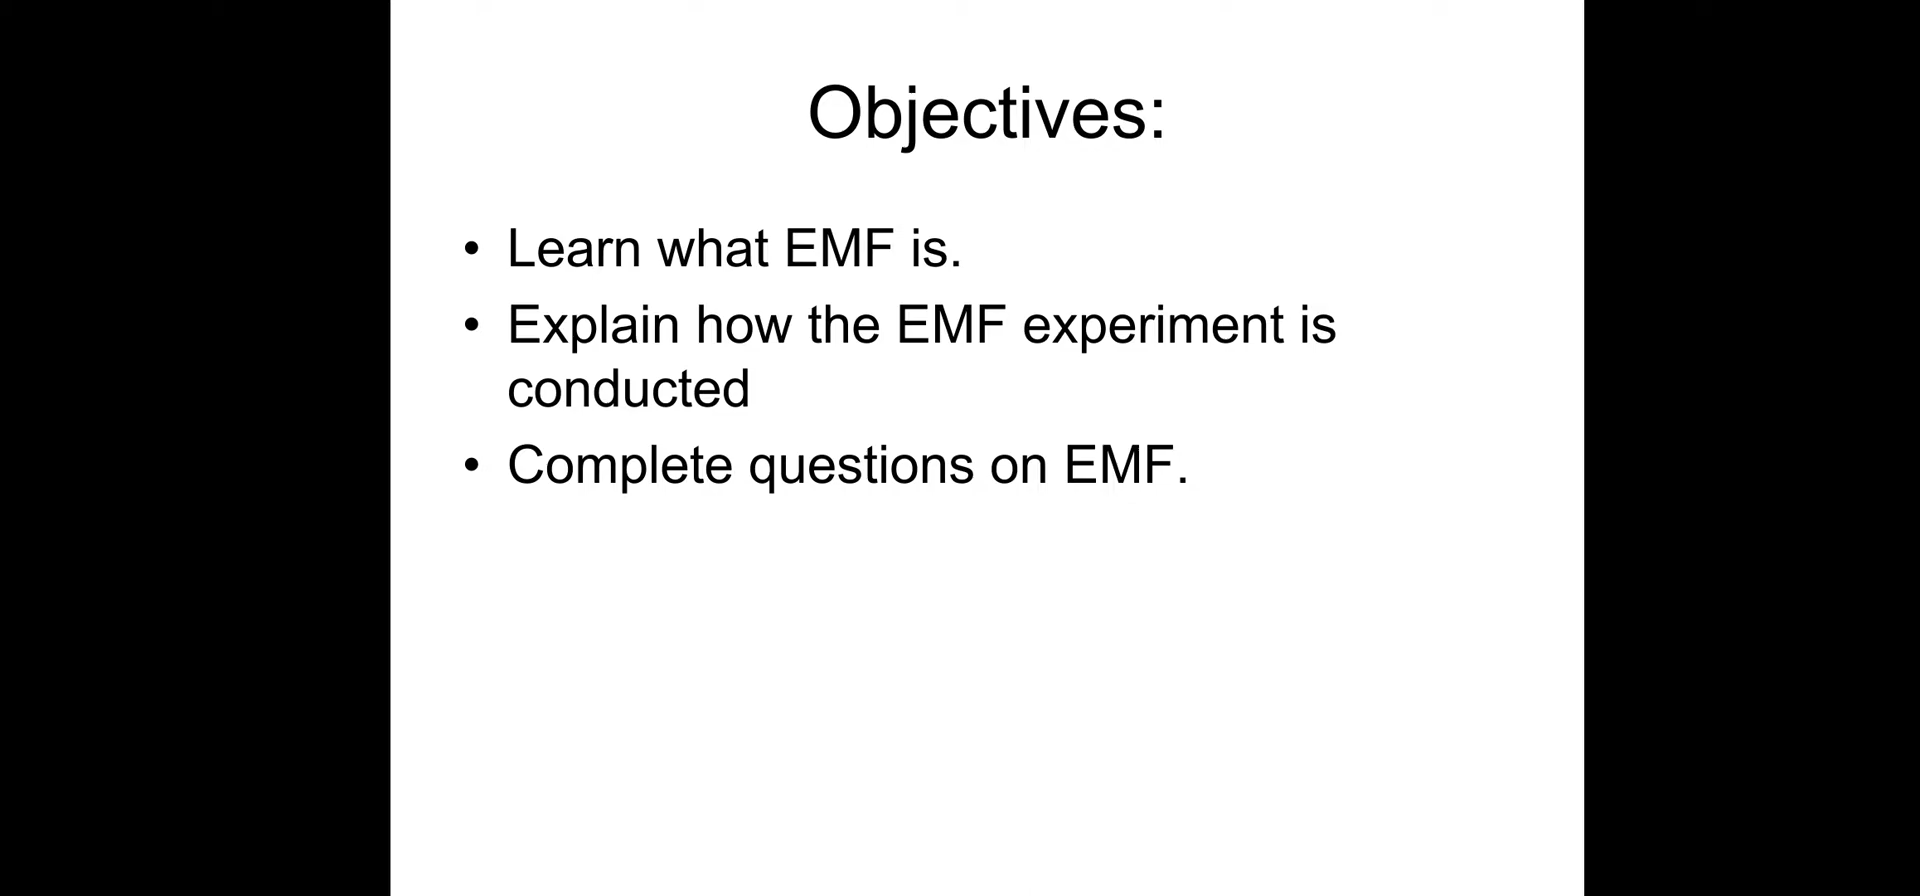 Objectives:
• Learn what EMF is.
• Explain how the EMF experiment is
conducted
• Complete questions on EMF.